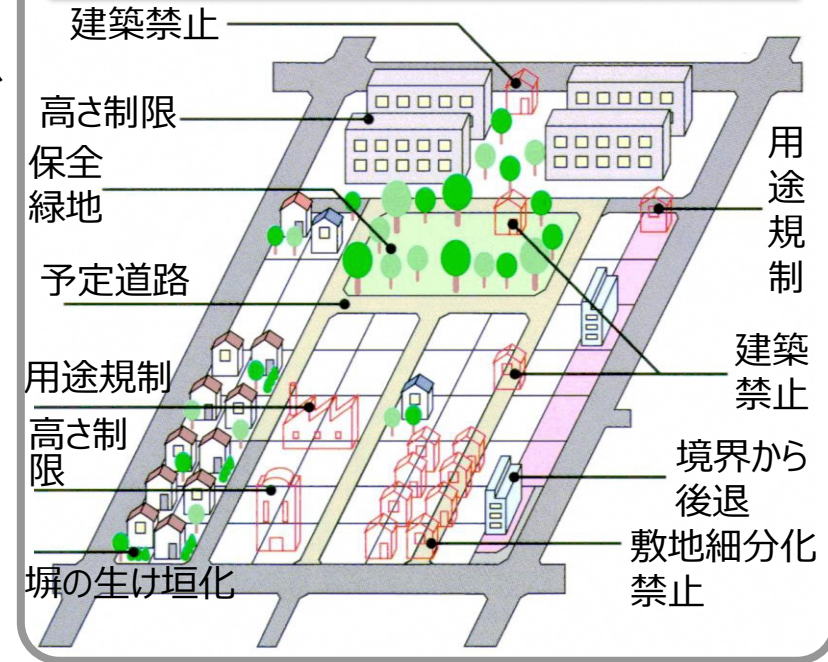 建築禁止
高さ制限
保全
緑地
予定道路
用途規制
高さ制
限
塀の生け垣化
用
途
規
制
建築
禁止
境界から
後退
敷地細分化
禁止